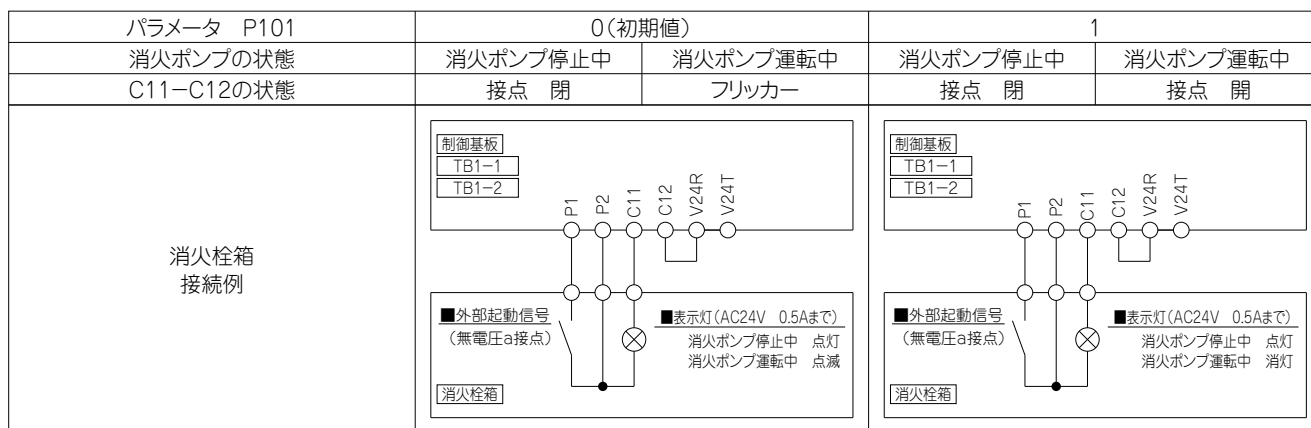 パラメータ　P101
0(初期値)
1
消火ポンプの状態
消火ポンプ停止中
消火ポンプ運転中
消火ポンプ停止中
消火ポンプ運転中
C11−C12の状態
接点　閉
フリッカー
接点　閉
接点　開
消火栓箱
接続例
制御基板
TB1−1
TB1−2
P1
P2
C11
C12
V24R
V24T
■外部起動信号
(無電圧a接点)
■表示灯(AC24V　0.5Aまで)
消火ポンプ停止中　点灯
消火ポンプ運転中　点滅
消火栓箱
制御基板
TB1−1
TB1−2
P1
P2
C11
C12
V24R
V24T
■外部起動信号
(無電圧a接点)
■表示灯(AC24V　0.5Aまで)
消火ポンプ停止中　点灯
消火ポンプ運転中　消灯
消火栓箱